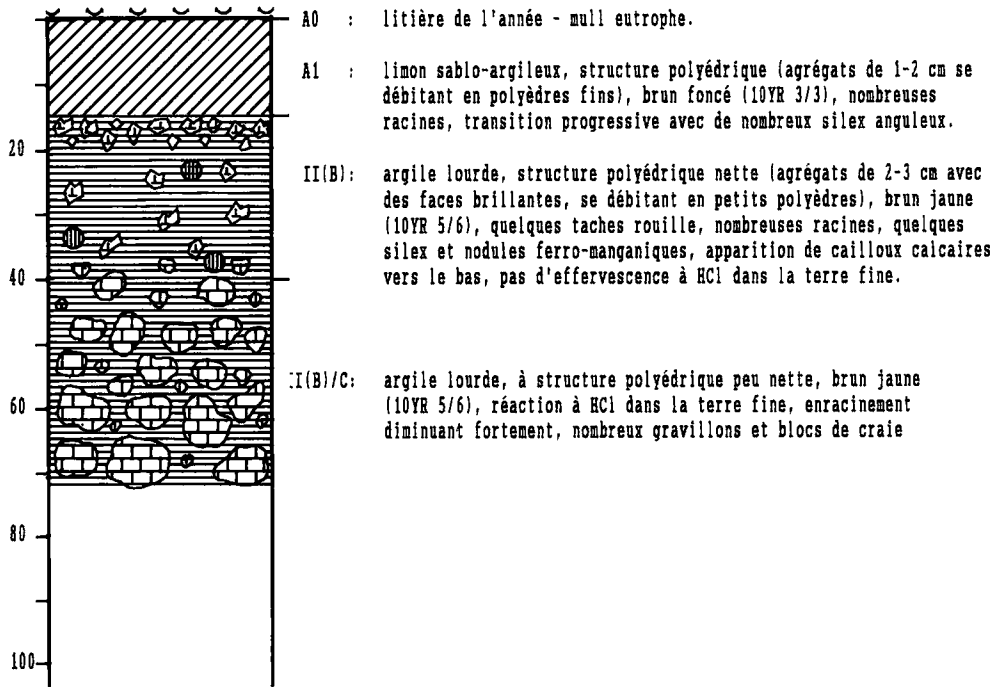 A0 : litière de l'année - mull eutrophe.
A1 : limon sablo-argileux, structure polyédrique (agrégats de 1-2 cm se
débitant en polyèdres fins), brun foncé (10YR 3/3), nombreuses
racines, transition progressive avec de nombreux silex anguleux.
20
II(B): argile lourde, structure polyédrique nette (agrégats de 2-3 cm avec
des faces brillantes, se débitant en petits polyèdres), brun jaune
(10YR 5/6), quelques taches rouille, nombreuses racines, quelques
silex et nodules ferro-manganiques, apparition de cailloux calcaires
40
vers le bas, pas d'effervescence à HCl dans la terre fine.
II(B)/C: argile lourde, à structure polyédrique peu nette, brun jaune
60
(10YR 5/6), réaction à HCl dans la terre fine, enracinement
diminuant fortement, nombreux gravillons et blocs de craie
80
100